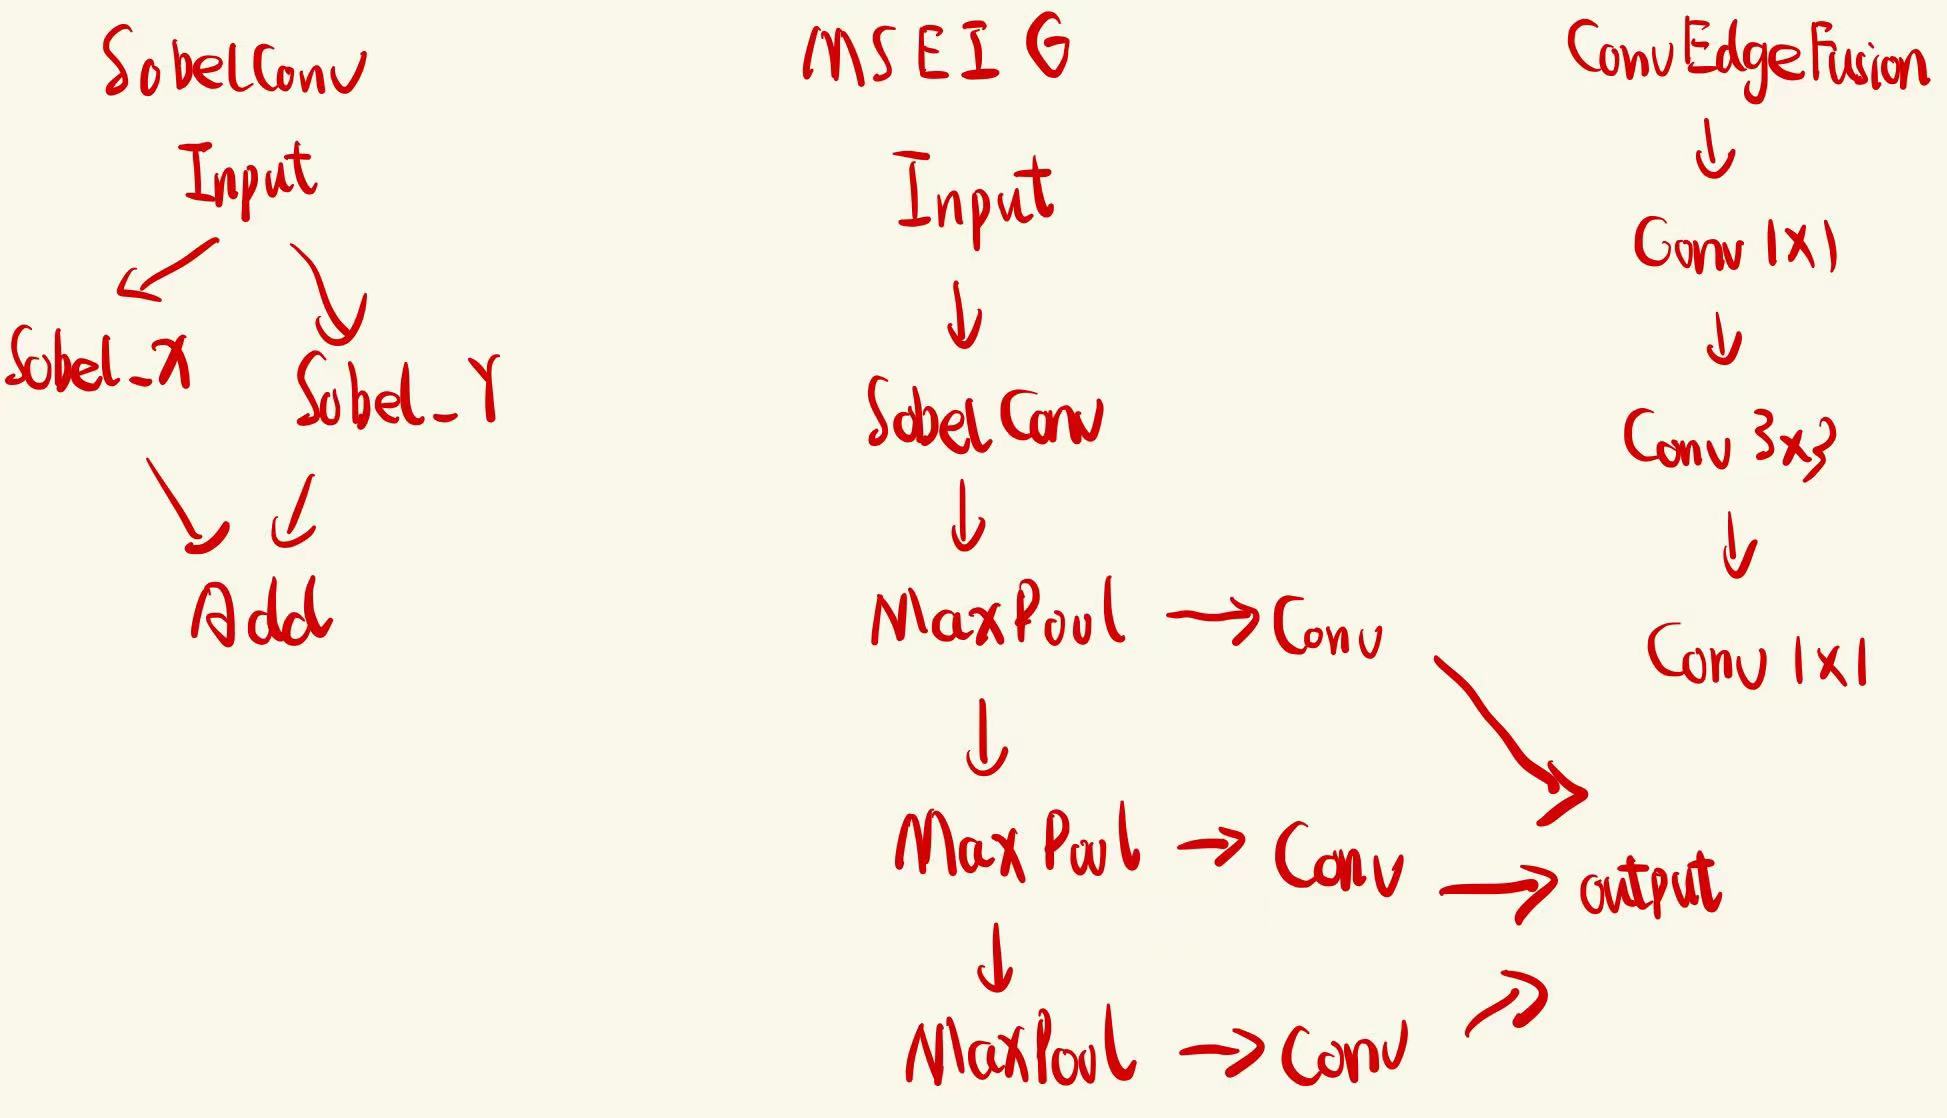 SobelConv
Input
Sobel_X
Sobel_Y
Add
MSEIG
Input
SobelConv
MaxPool → Conv
MaxPool → Conv → output
MaxPool → Conv
ConvEdgeFusion
Conv 1x1
Conv 3x3
Conv 1x1